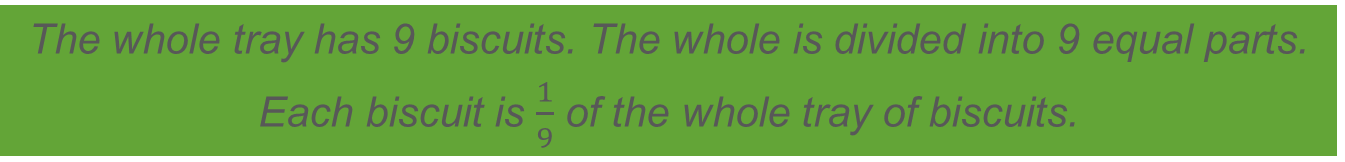 The whole tray has 9 biscuits. The whole is divided into 9 equal parts.
Each biscuit is 1/9 of the whole tray of biscuits.